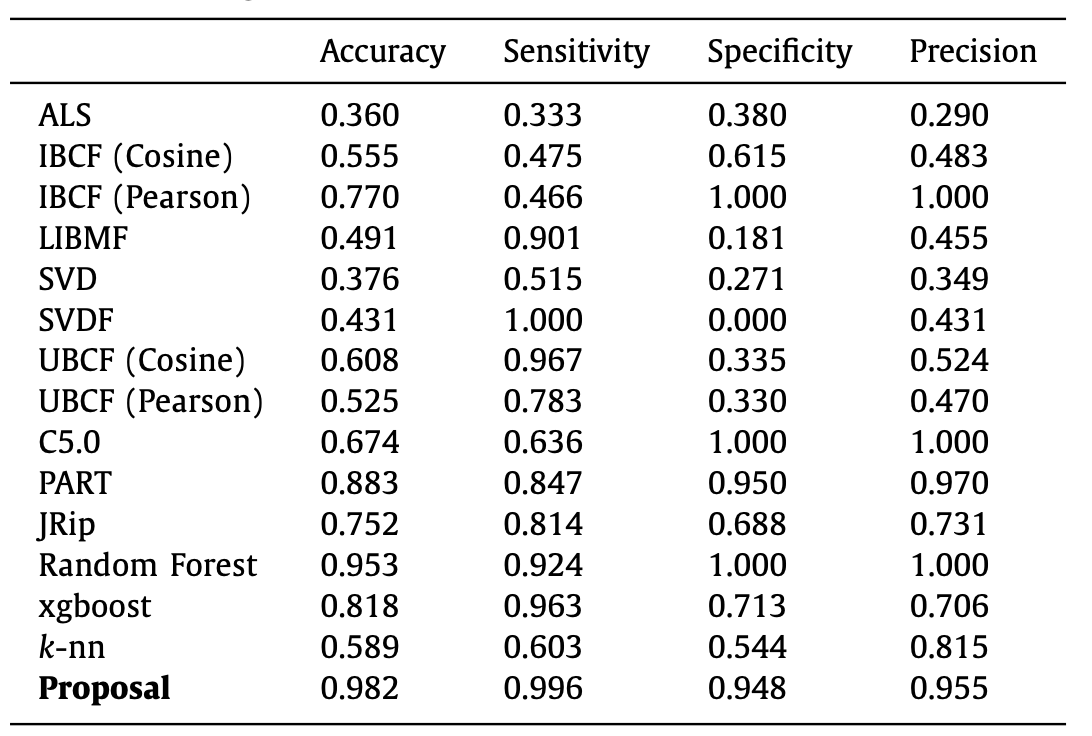 Accuracy Sensitivity Specificity Precision
ALS 0.360 0.333 0.380 0.290
IBCF (Cosine) 0.555 0.475 0.615 0.483
IBCF (Pearson) 0.770 0.466 1.000 1.000
LIBMF 0.491 0.901 0.181 0.455
SVD 0.376 0.515 0.271 0.349
SVDF 0.431 1.000 0.000 0.431
UBCF (Cosine) 0.608 0.967 0.335 0.524
UBCF (Pearson) 0.525 0.783 0.330 0.470
C5.0 0.674 0.636 1.000 1.000
PART 0.883 0.847 0.950 0.970
JRip 0.752 0.814 0.688 0.731
Random Forest 0.953 0.924 1.000 1.000
xgboost 0.818 0.963 0.713 0.706
k-nn 0.589 0.603 0.544 0.815
Proposal 0.982 0.996 0.948 0.955